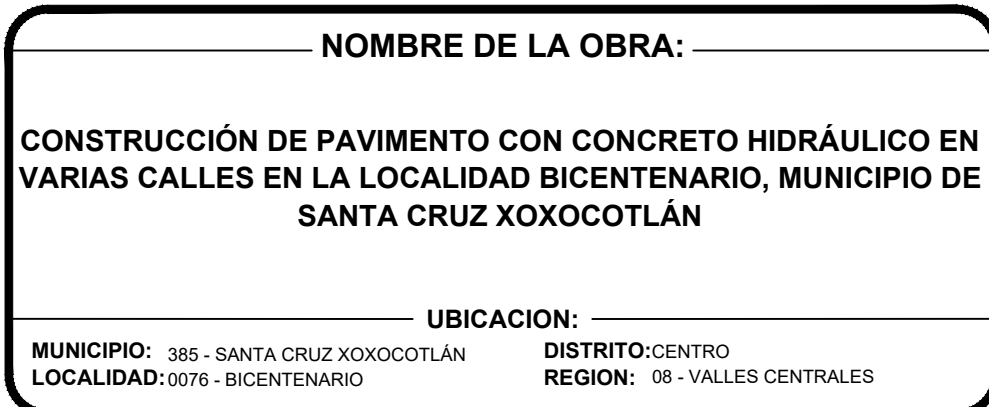 NOMBRE DE LA OBRA:
CONSTRUCCIÓN DE PAVIMENTO CON CONCRETO HIDRÁULICO EN
VARIAS CALLES EN LA LOCALIDAD BICENTENARIO, MUNICIPIO DE
SANTA CRUZ XOXOCOTLÁN
UBICACION:
MUNICIPIO: 385 - SANTA CRUZ XOXOCOTLÁN DISTRITO:CENTRO
LOCALIDAD:0076 - BICENTENARIO REGION: 08 - VALLES CENTRALES